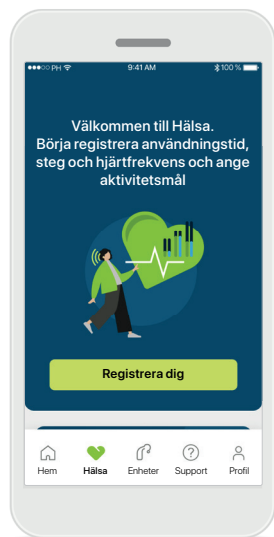 PH 9:41 AM 100 %
Välkommen till Hälsa.
Börja registrera användningstid,
steg och hjärtfrekvens och ange
aktivitetsmål
Registrera dig
Hem Hälsa Enheter Support Profil